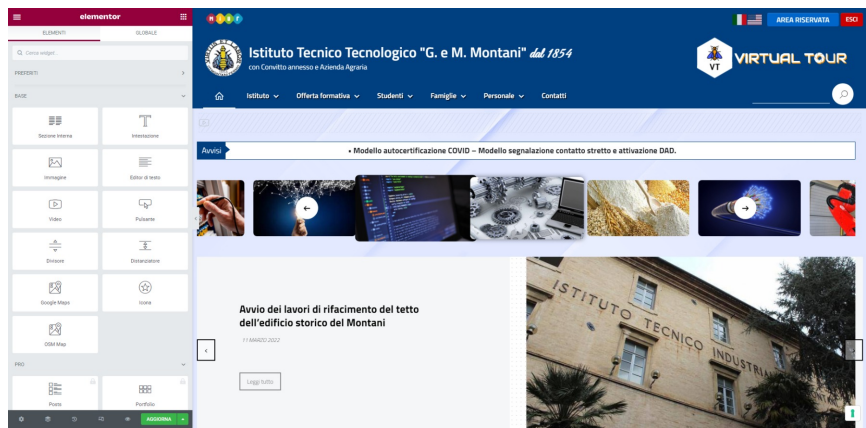 elementor
ELEMENTI
GLOBALE
Cerca widget...
PREFERITI
BASE
Sezione Interna
Intestazione
Immagine
Editor di testo
Video
Pulsante
Divisore
Distanziatore
Google Maps
Icona
OSM Map
PRO
Posts
Portfolio
AGGIORNA
AREA RISERVATA
ESCI
Istituto Tecnico Tecnologico "G. e M. Montani" dal 1854
con Convitto annesso e Azienda Agraria
VT
VIRTUAL TOUR
Istituto
Offerta formativa
Studenti
Famiglie
Personale
Contatti
Avvisi
• Modello autocertificazione COVID – Modello segnalazione contatto stretto e attivazione DAD.
Avvio dei lavori di rifacimento del tetto
dell'edificio storico del Montani
11 MARZO 2022
Leggi tutto
ISTITUTO TECNICO INDUSTRIA